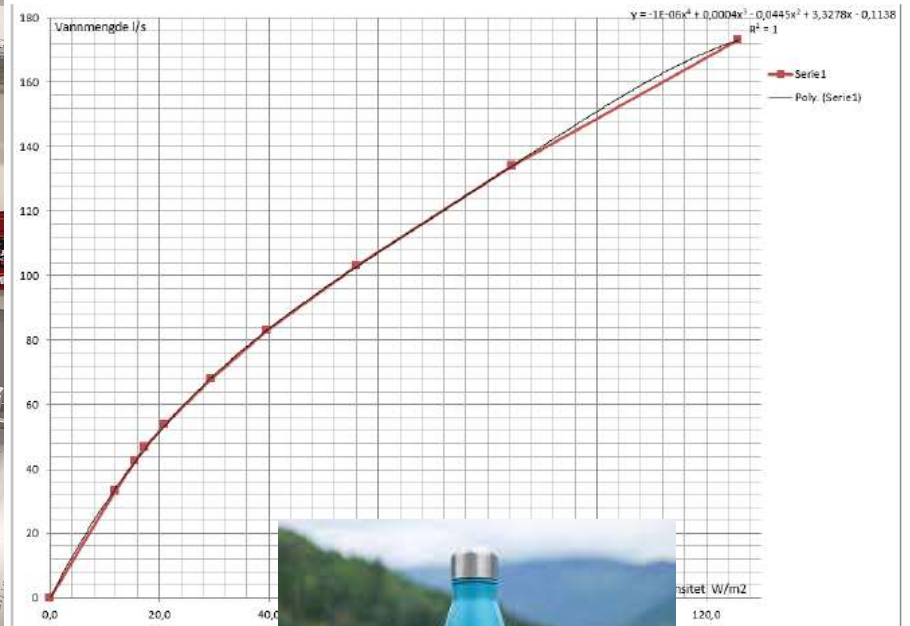 y = -1E-06x⁴ + 0,0004x³ - 0,0445x² + 3,3278x - 0,1138
R² = 1
180
Vannmengde l/s
Serie1
Poly. (Serie1)
160
140
120
100
80
60
40
20
0
nsitet W/m2
0,0
20,0
40,0
120,0